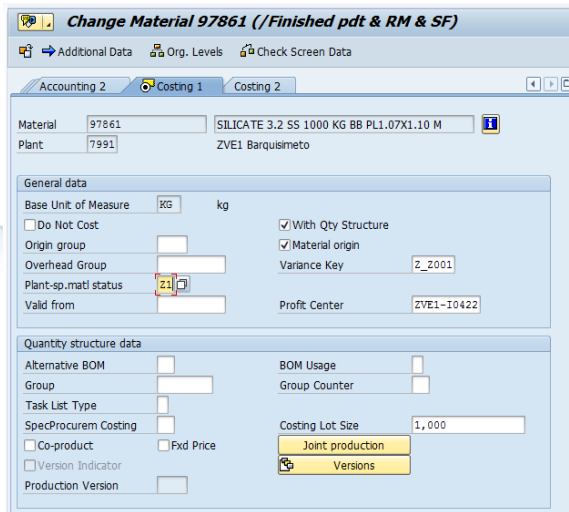 Change Material 97861 (/Finished pdt & RM & SF)
Additional Data Org. Levels Check Screen Data
Accounting 2 Costing 1 Costing 2
Material 97861 SILICATE 3.2 SS 1000 KG BB PL1.07X1.10 M
Plant 7991 ZVE1 Barquisimeto
General data
Base Unit of Measure KG kg
Do Not Cost With Qty Structure
Origin group Material origin
Overhead Group Variance Key Z_Z001
Plant-sp.matl status Z1
Valid from Profit Center ZVE1-I0422
Quantity structure data
Alternative BOM BOM Usage
Group Group Counter
Task List Type
SpecProcurem Costing Costing Lot Size 1,000
Co-product Fxd Price Joint production
Version Indicator Versions
Production Version